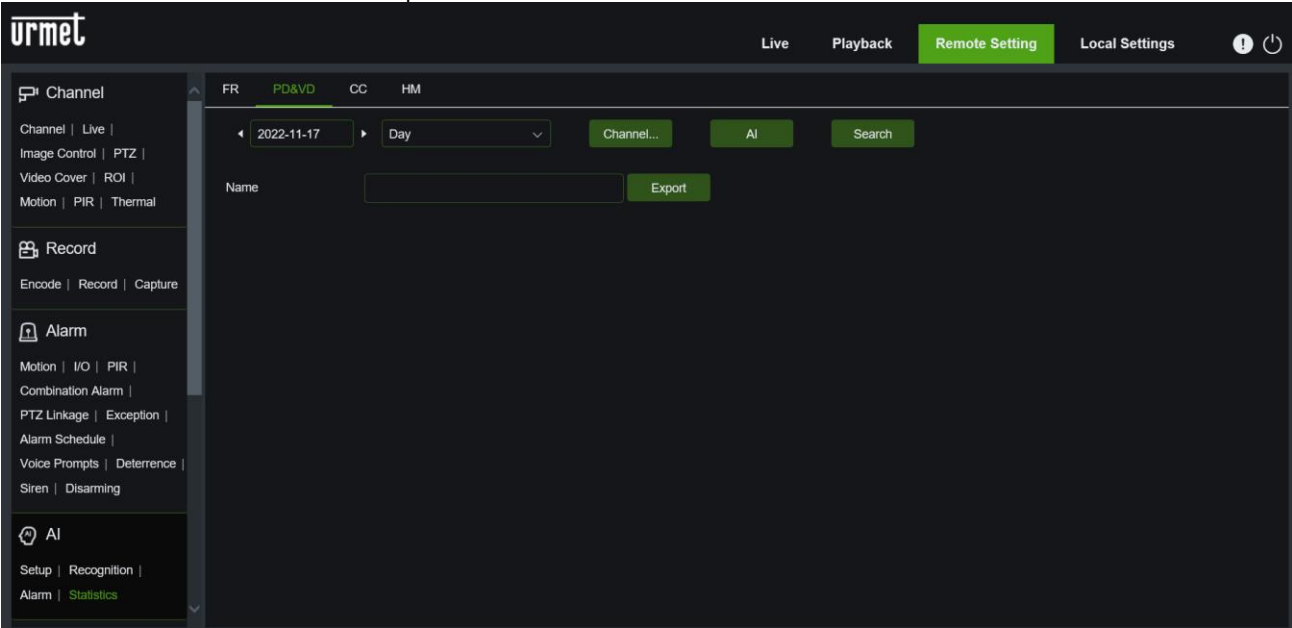 urmet
Live Playback Remote Setting Local Settings
Channel
Channel | Live |
Image Control | PTZ |
Video Cover | ROI |
Motion | PIR | Thermal
Record
Encode | Record | Capture
Alarm
Motion | I/O | PIR |
Combination Alarm |
PTZ Linkage | Exception |
Alarm Schedule |
Voice Prompts | Deterrence |
Siren | Disarming
AI
Setup | Recognition |
Alarm | Statistics
FR PD&VD CC HM
2022-11-17 Day Channel... AI Search
Name Export